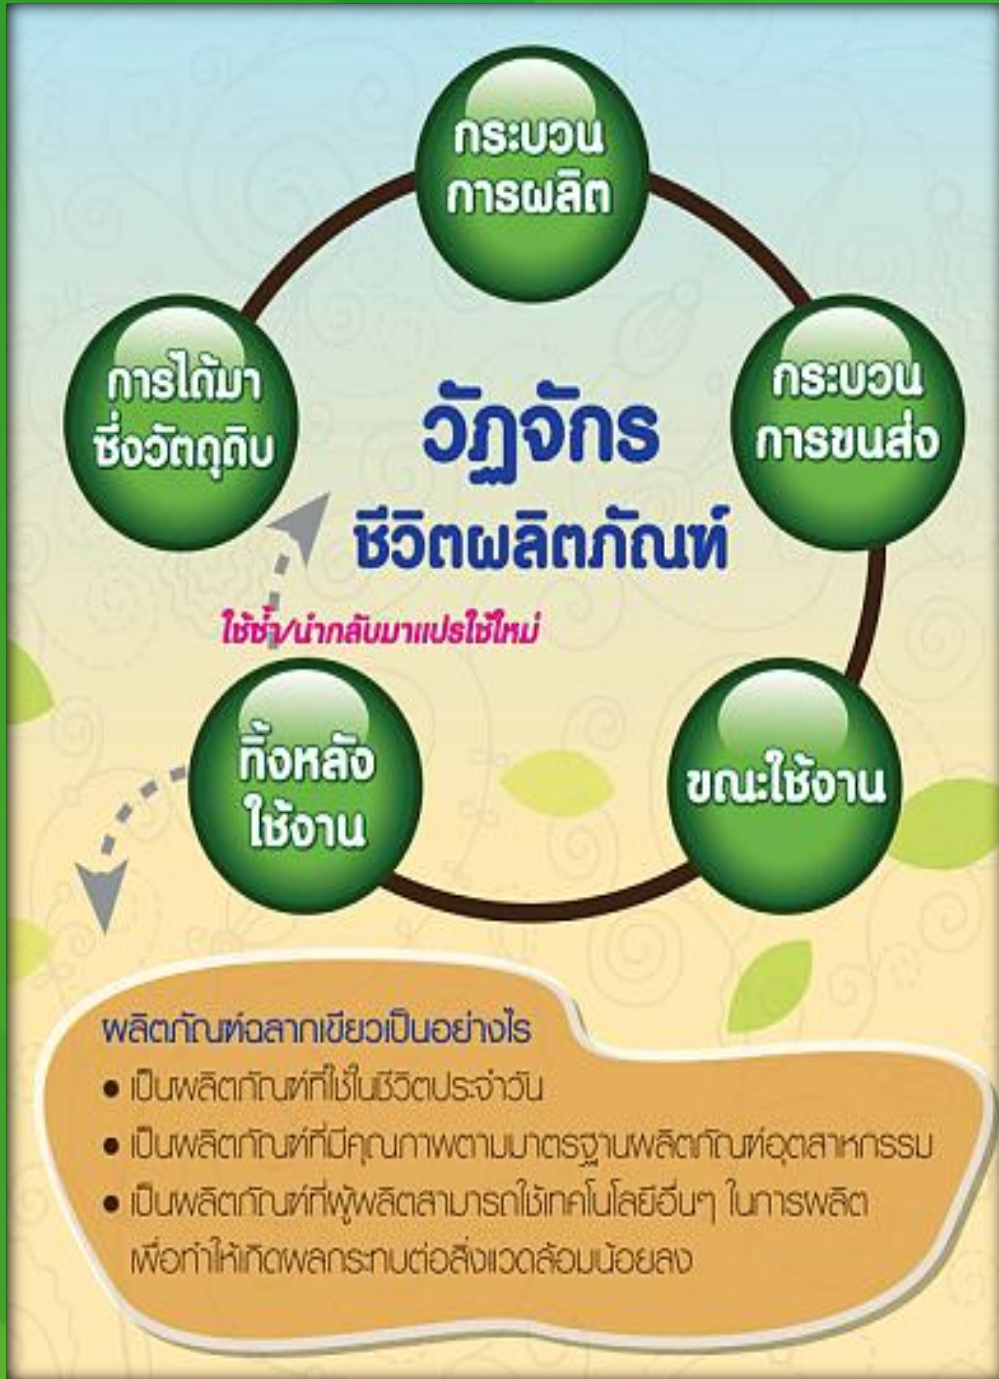 กระบวน
การผลิต
การได้มา
ซึ่งวัตถุดิบ
กระบวน
การขนส่ง
วัฏจักร
ชีวิตผลิตภัณฑ์
ใช้ซ้ำ/นำกลับมาแปรใช้ใหม่
ทิ้งหลัง
ใช้งาน
ขณะใช้งาน
ผลิตภัณฑ์ฉลากเขียวเป็นอย่างไร
• เป็นผลิตภัณฑ์ที่ใช้ในชีวิตประจำวัน
• เป็นผลิตภัณฑ์ที่มีคุณภาพตามมาตรฐานผลิตภัณฑ์อุตสาหกรรม
• เป็นผลิตภัณฑ์ที่ผู้ผลิตสามารถใช้เทคโนโลยีอื่นๆ ในการผลิต
เพื่อทำให้เกิดผลกระทบต่อสิ่งแวดล้อมน้อยลง